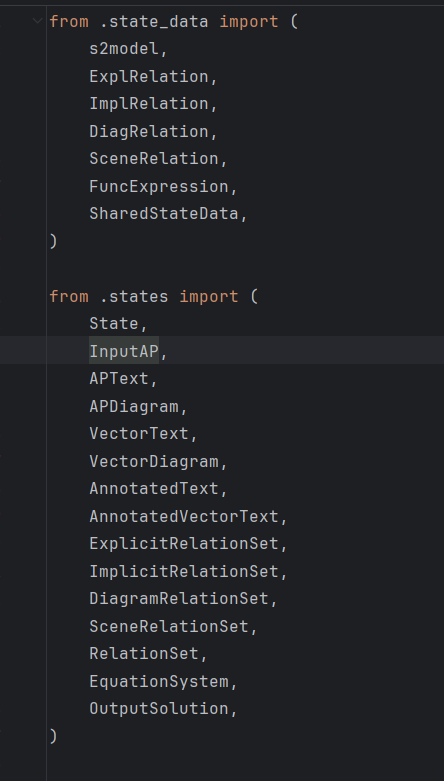 from .state_data import (
    s2model,
    ExplRelation,
    ImplRelation,
    DiagRelation,
    SceneRelation,
    FuncExpression,
    SharedStateData,
)

from .states import (
    State,
    InputAP,
    APText,
    APDiagram,
    VectorText,
    VectorDiagram,
    AnnotatedText,
    AnnotatedVectorText,
    ExplicitRelationSet,
    ImplicitRelationSet,
    DiagramRelationSet,
    SceneRelationSet,
    RelationSet,
    EquationSystem,
    OutputSolution,
)